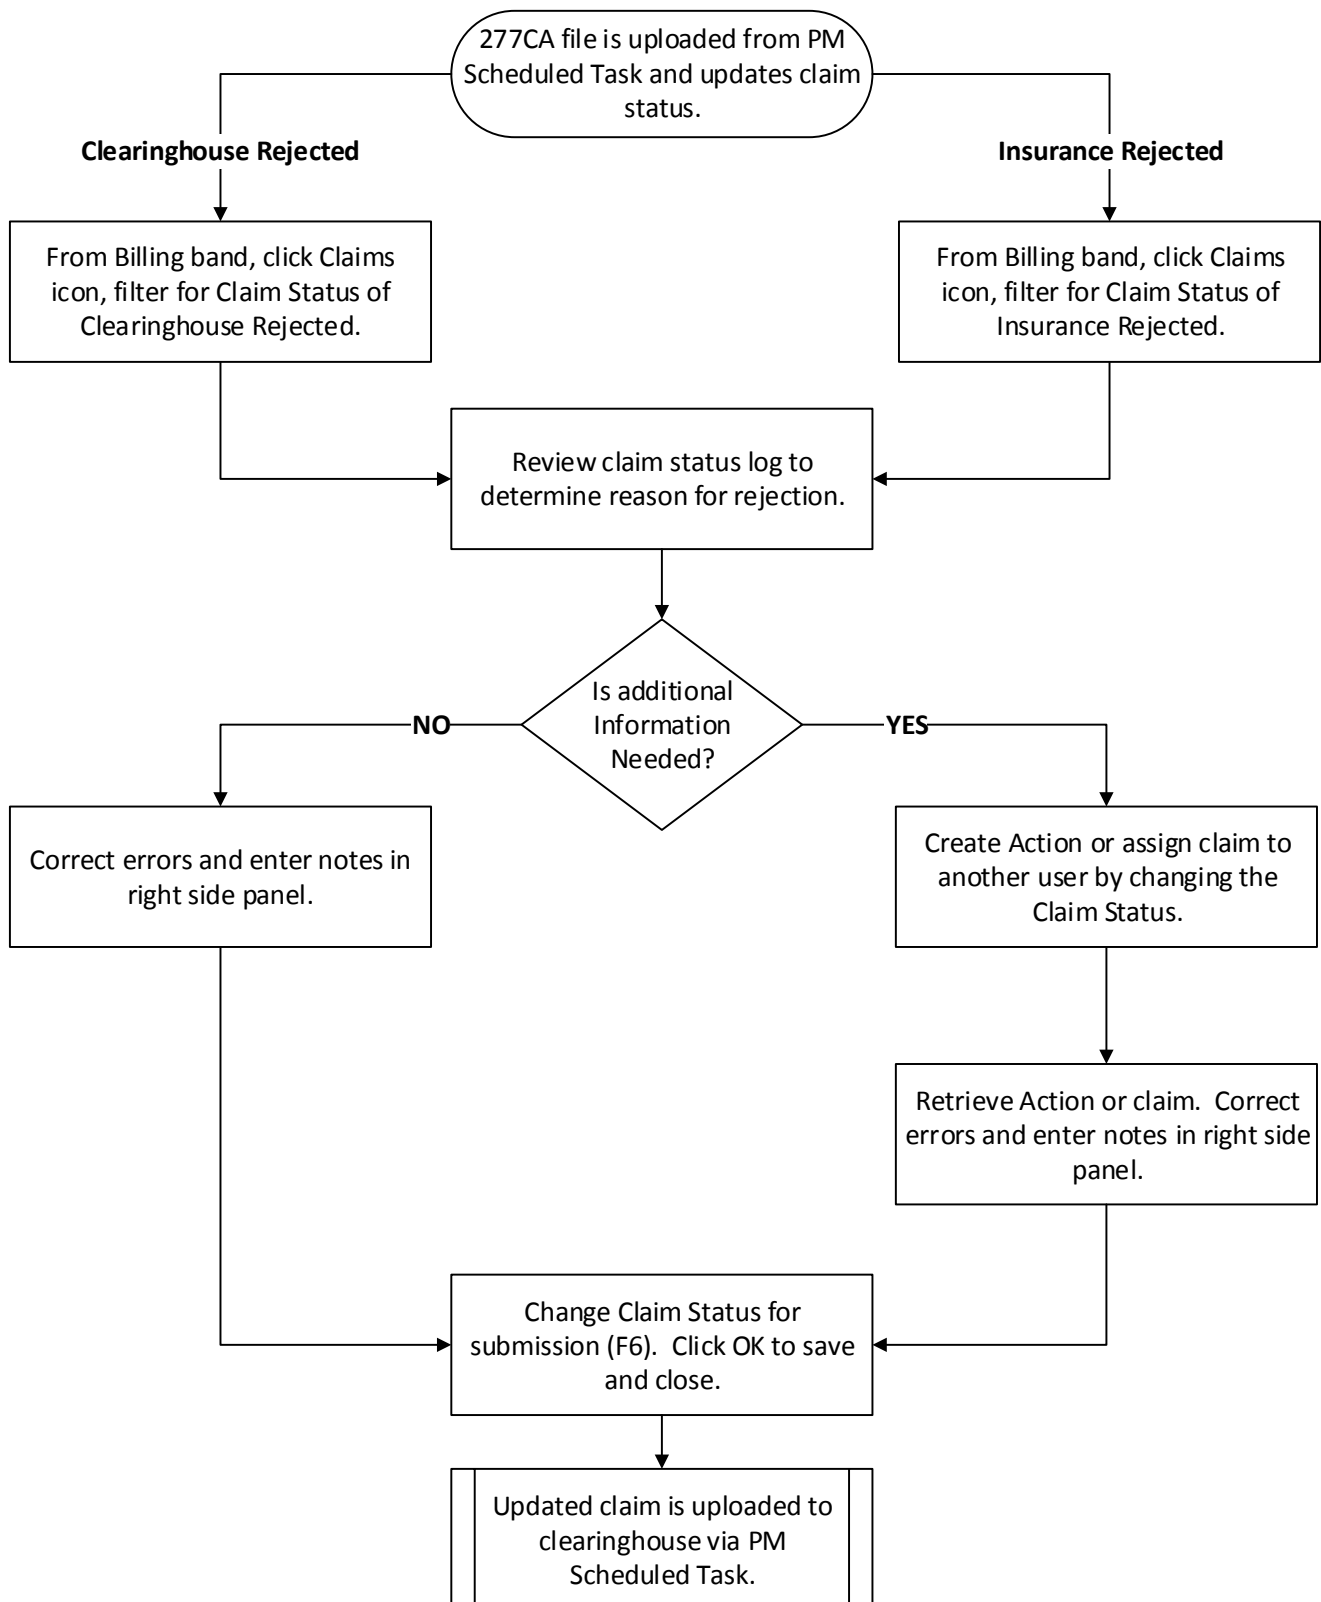 277CA file is uploaded from PM
Scheduled Task and updates claim
status.
Clearinghouse Rejected
Insurance Rejected
From Billing band, click Claims
icon, filter for Claim Status of
Clearinghouse Rejected.
From Billing band, click Claims
icon, filter for Claim Status of
Insurance Rejected.
Review claim status log to
determine reason for rejection.
Is additional
Information
Needed?
NO
YES
Correct errors and enter notes in
right side panel.
Create Action or assign claim to
another user by changing the
Claim Status.
Retrieve Action or claim.  Correct
errors and enter notes in right side
panel.
Change Claim Status for
submission (F6).  Click OK to save
and close.
Updated claim is uploaded to
clearinghouse via PM
Scheduled Task.